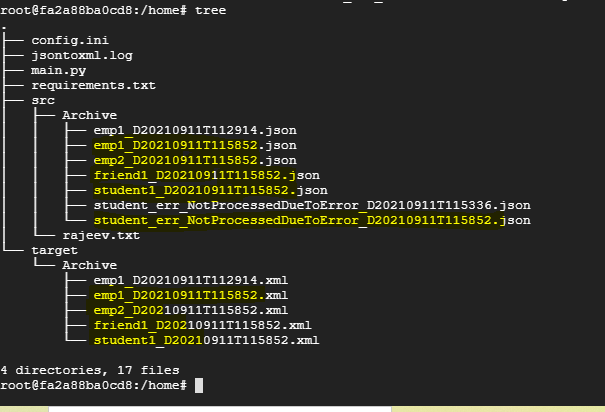 root@fa2a88ba0cd8:/home# tree
.
├── config.ini
├── jsontoxml.log
├── main.py
├── requirements.txt
├── src
│   ├── Archive
│   │   ├── emp1_D20210911T112914.json
│   │   ├── emp1_D20210911T115852.json
│   │   ├── emp2_D20210911T115852.json
│   │   ├── friend1_D20210911T115852.json
│   │   ├── student1_D20210911T115852.json
│   │   ├── student_err_NotProcessedDueToError_D20210911T115336.json
│   │   └── student_err_NotProcessedDueToError_D20210911T115852.json
│   └── rajeev.txt
└── target
    └── Archive
        ├── emp1_D20210911T112914.xml
        ├── emp1_D20210911T115852.xml
        ├── emp2_D20210911T115852.xml
        ├── friend1_D20210911T115852.xml
        └── student1_D20210911T115852.xml
4 directories, 17 files
root@fa2a88ba0cd8:/home#